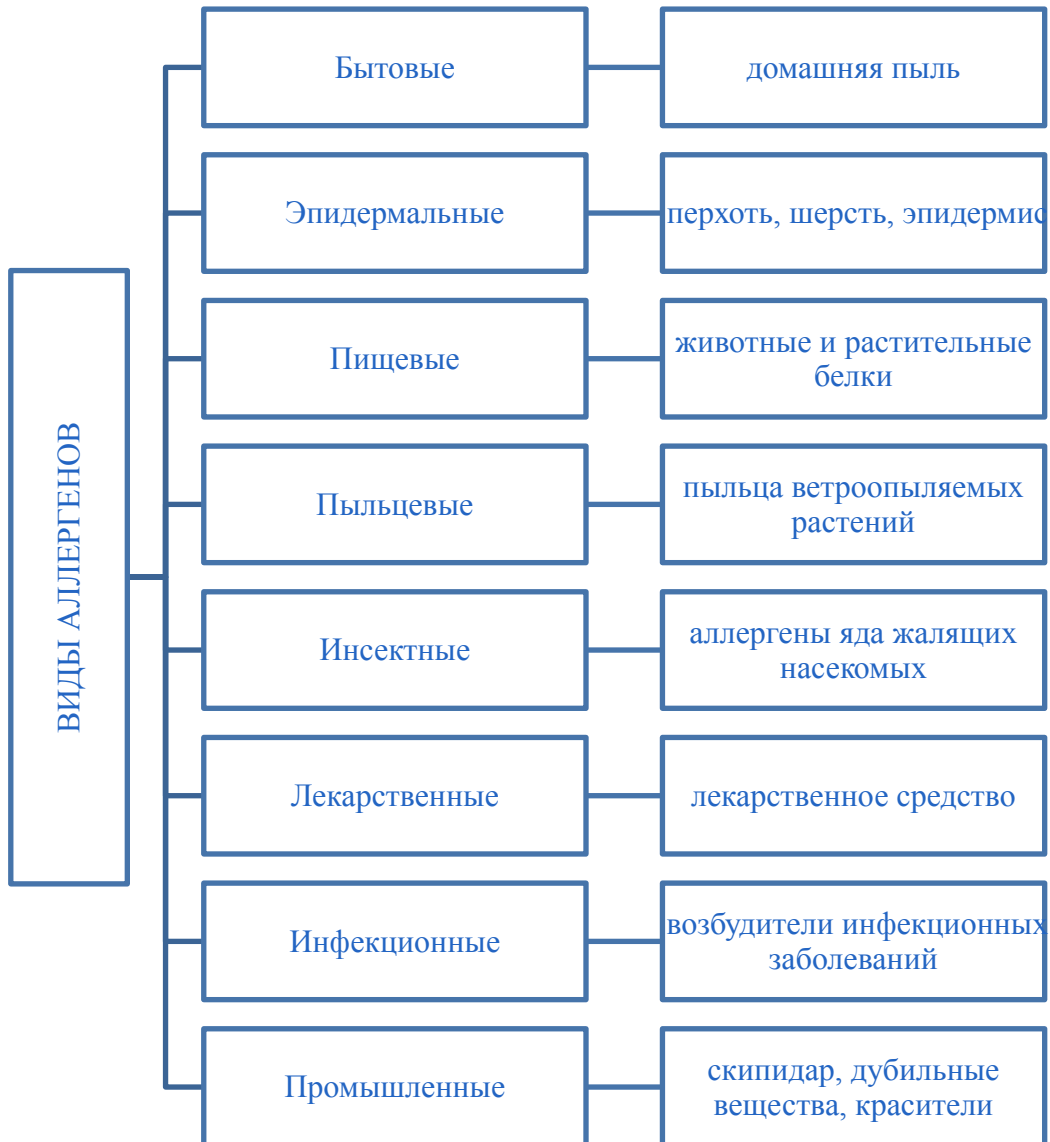 ВИДЫ АЛЛЕРГЕНОВ
Бытовые
домашняя пыль
Эпидермальные
перхоть, шерсть, эпидермис
Пищевые
животные и растительные
белки
Пыльцевые
пыльца ветроопыляемых
растений
Инсектные
аллергены яда жалящих
насекомых
Лекарственные
лекарственное средство
Инфекционные
возбудители инфекционных
заболеваний
Промышленные
скипидар, дубильные
вещества, красители